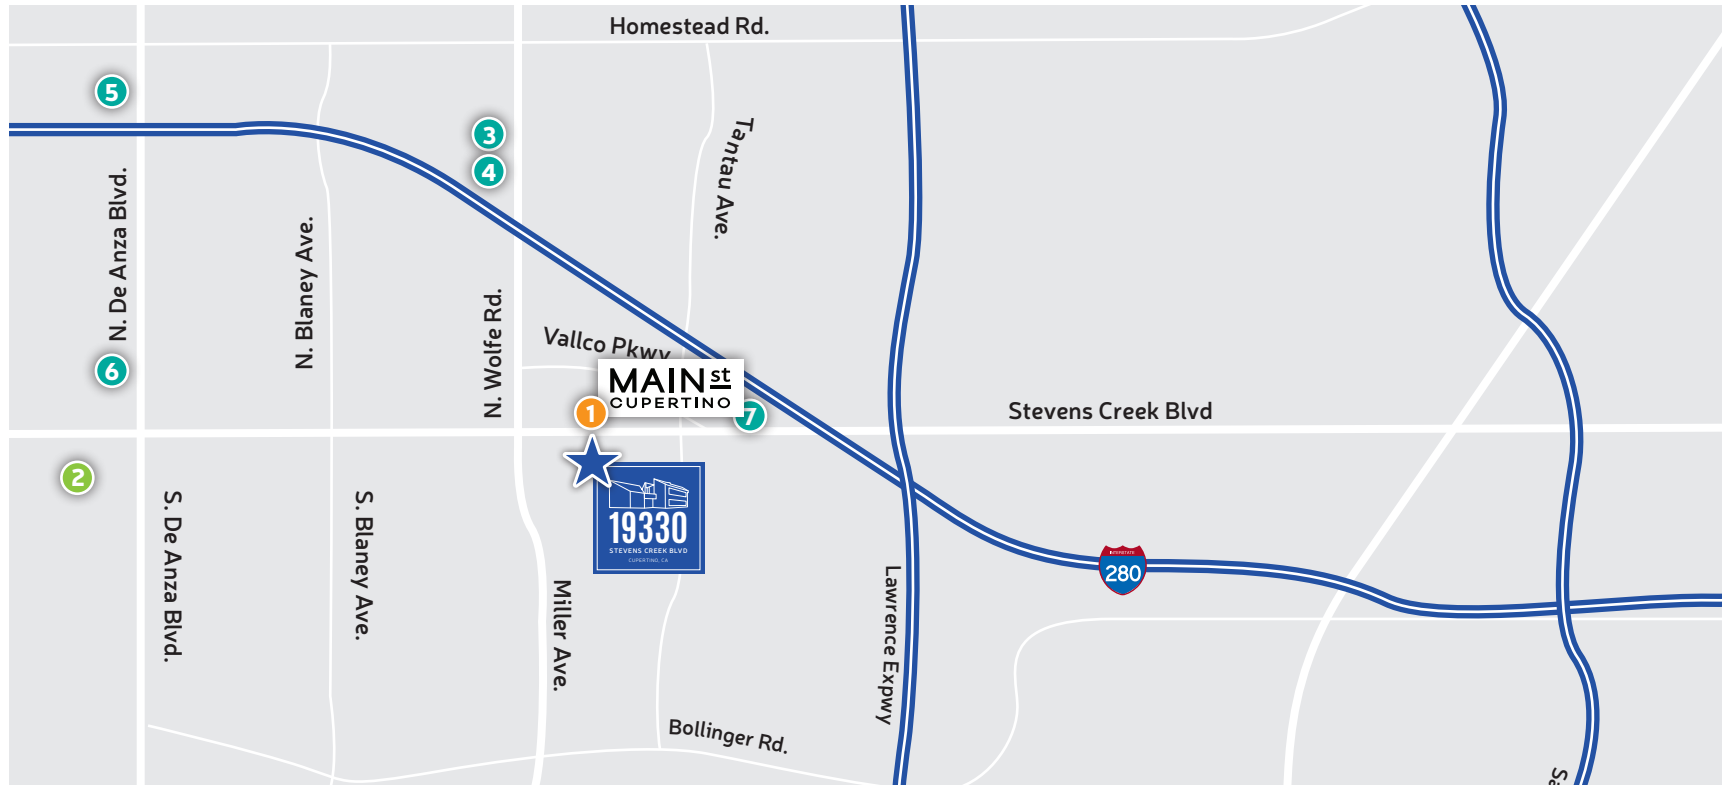 Homestead Rd.
5
3
4
Tantau Ave.
N. De Anza Blvd.
N. Blaney Ave.
N. Wolfe Rd.
Vallco Pkwy
6
MAIN st
CUPERTINO
1
7
Stevens Creek Blvd
2
19330
STEVENS CREEK BLVD
CUPERTINO, CA
S. De Anza Blvd.
S. Blaney Ave.
Miller Ave.
Lawrence Expwy
INTERSTATE
280
Bollinger Rd.